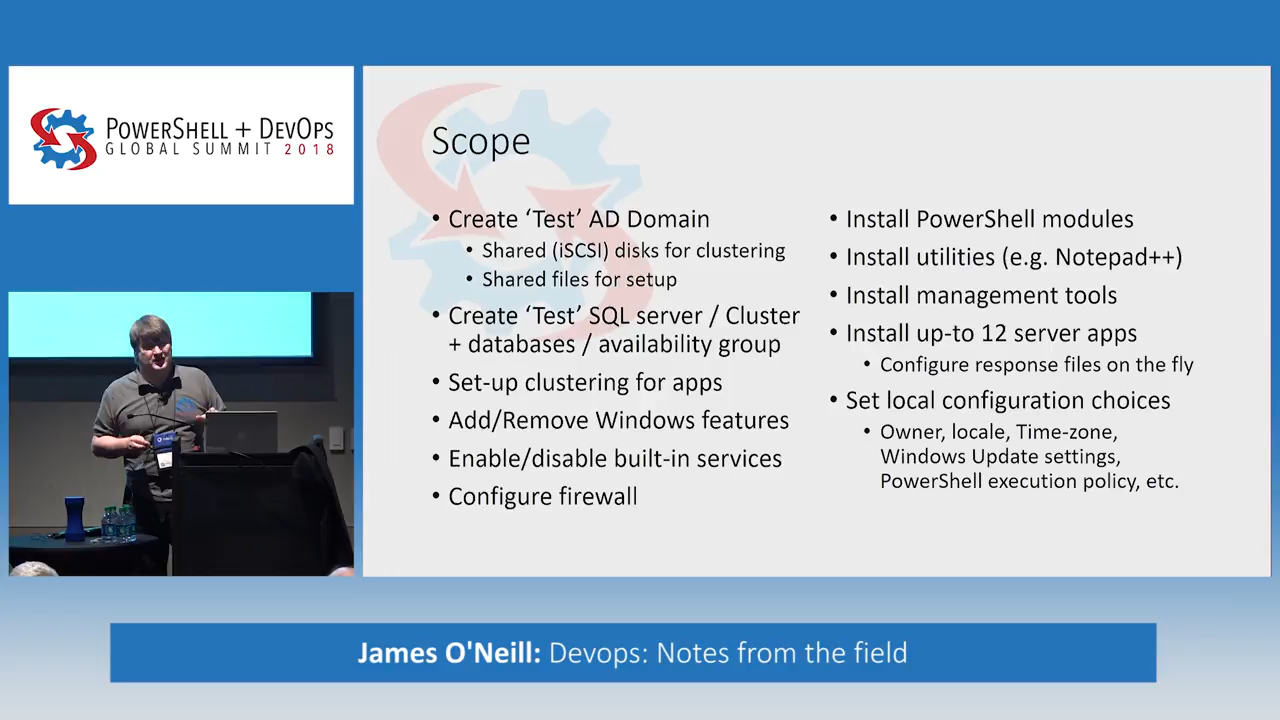 POWERSHELL + DEVOPS
GLOBAL SUMMIT 2018
Scope
• Create ‘Test’ AD Domain
• Shared (iSCSI) disks for clustering
• Shared files for setup
• Create ‘Test’ SQL server / Cluster
+ databases / availability group
• Set-up clustering for apps
• Add/Remove Windows features
• Enable/disable built-in services
• Configure firewall
• Install PowerShell modules
• Install utilities (e.g. Notepad++)
• Install management tools
• Install up-to 12 server apps
• Configure response files on the fly
• Set local configuration choices
• Owner, locale, Time-zone,
Windows Update settings,
PowerShell execution policy, etc.
James O'Neill: Devops: Notes from the field